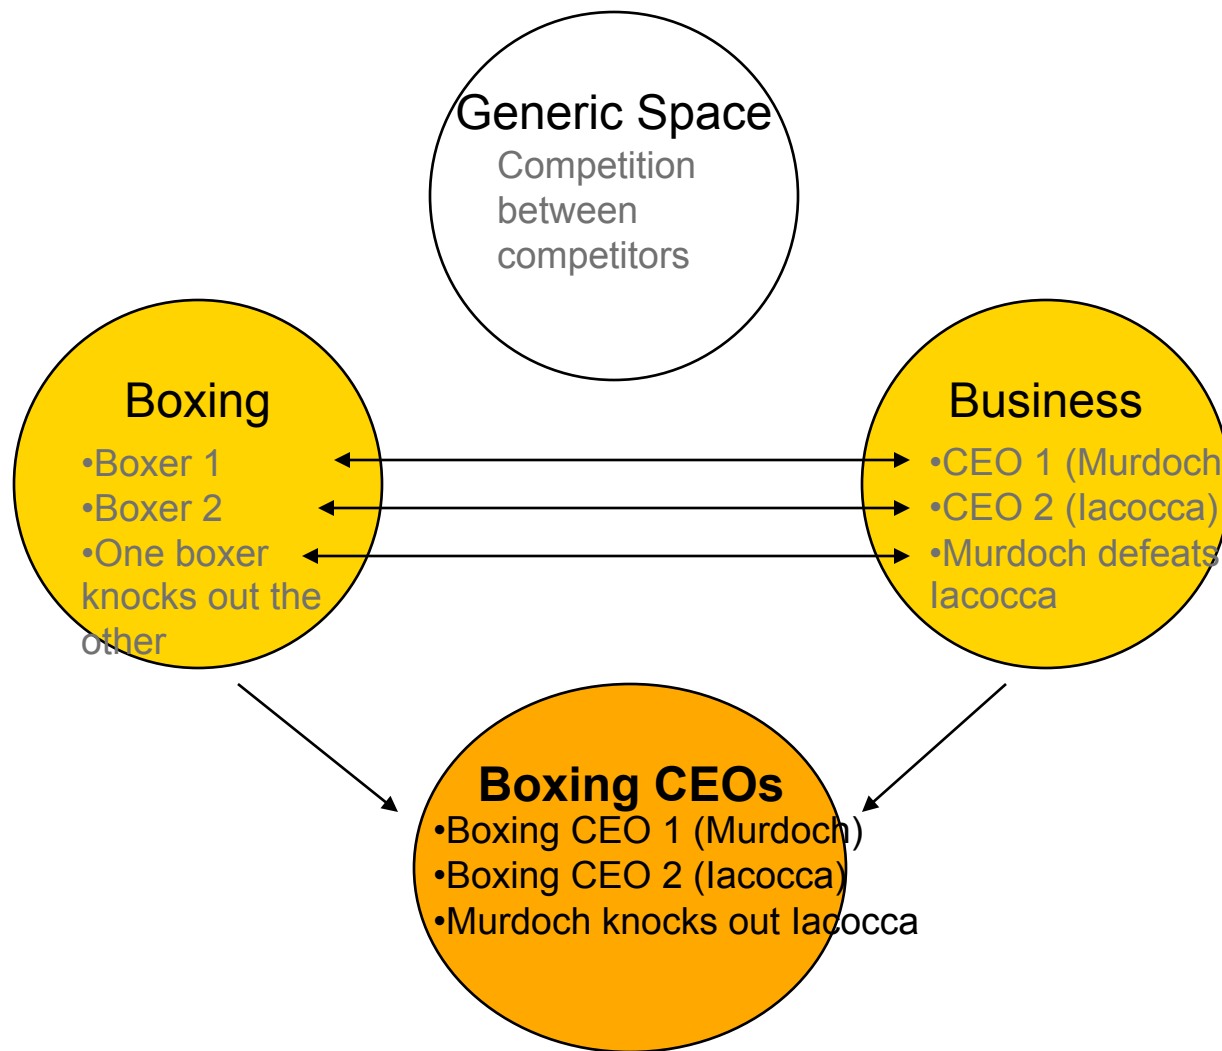 Generic Space
Competition
between
competitors
Boxing
•Boxer 1
•Boxer 2
•One boxer
knocks out the
other
Business
•CEO 1 (Murdoch
•CEO 2 (Iacocca)
•Murdoch defeats
Iacocca
Boxing CEOs
•Boxing CEO 1 (Murdoch)
•Boxing CEO 2 (Iacocca)
•Murdoch knocks out Iacocca